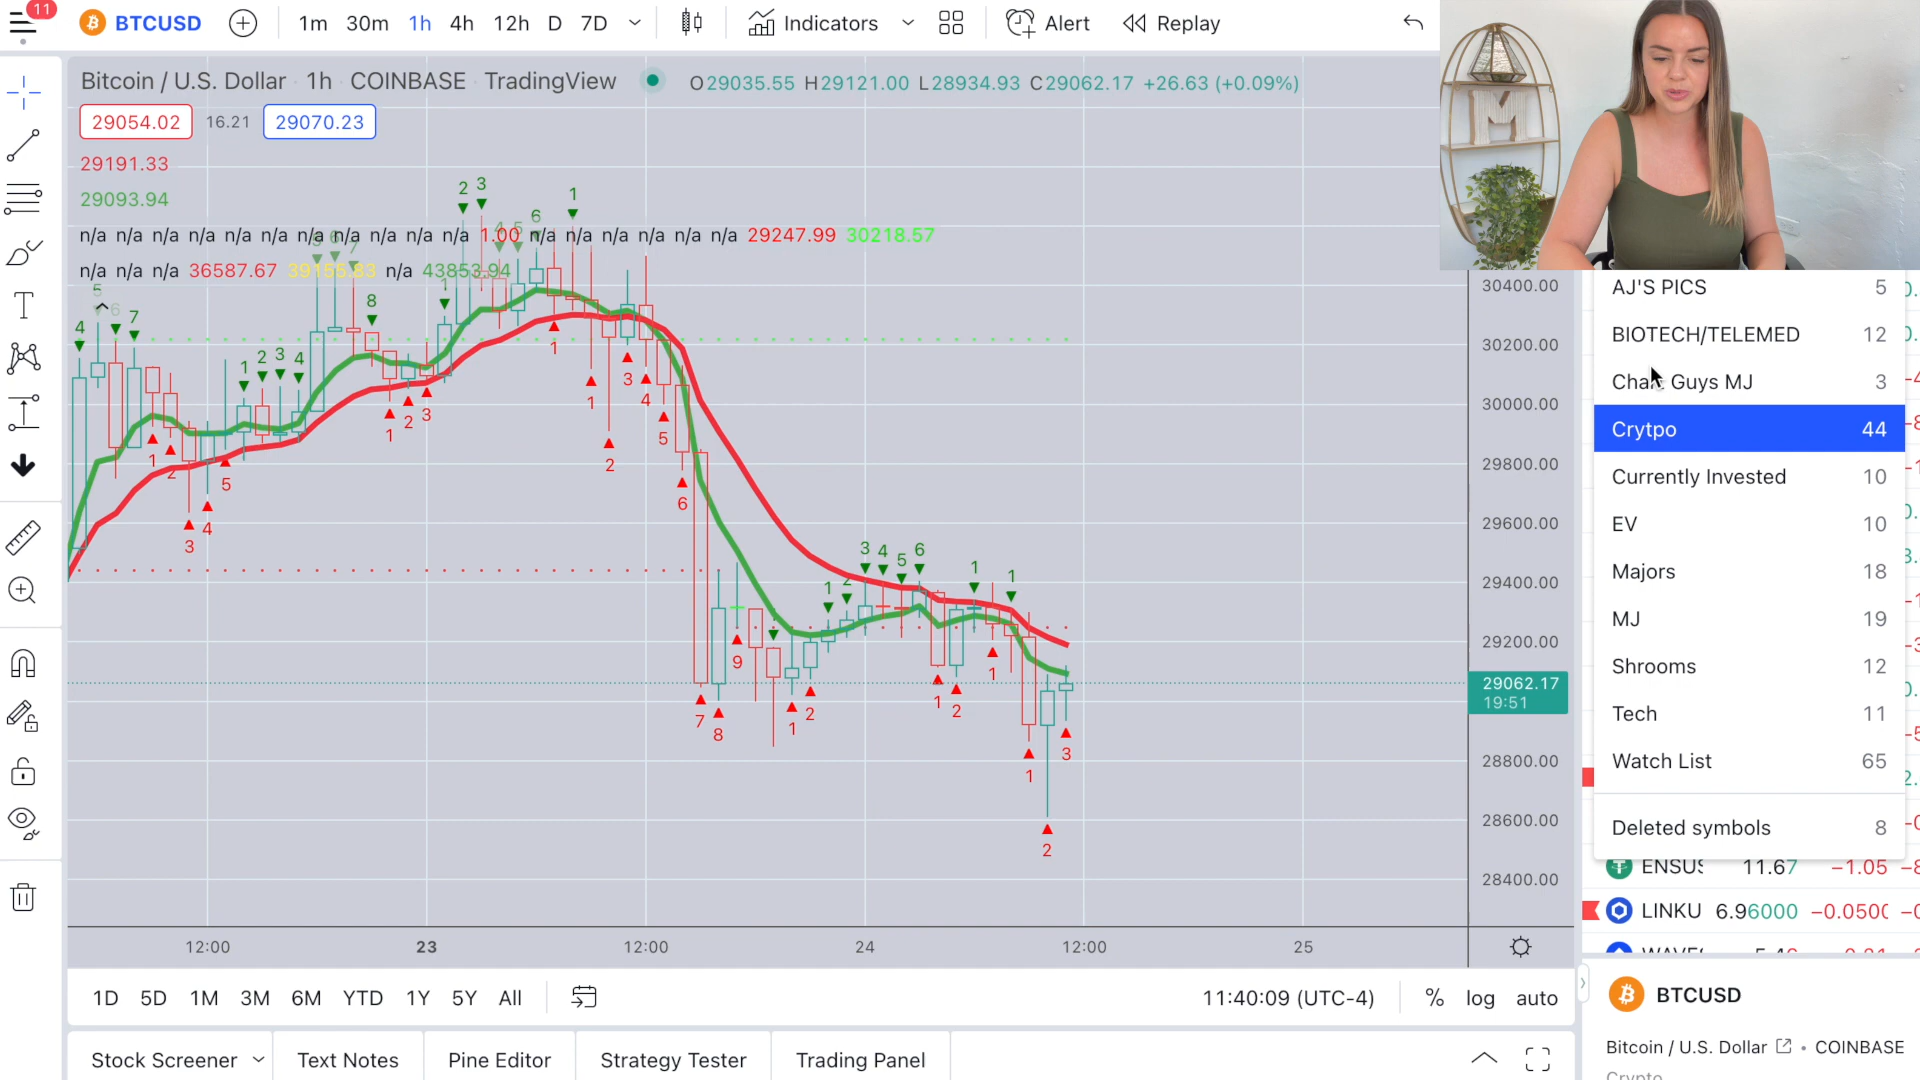 11
BTCUSD
1m 30m 1h 4h 12h D 7D
Indicators
Alert
Replay
Bitcoin / U.S. Dollar 1h COINBASE TradingView
O29035.55 H29121.00 L28934.93 C29062.17 +26.63 (+0.09%)
29054.02 16.21 29070.23
29191.33
29093.94
n/a n/a n/a n/a n/a n/a n/a n/a n/a n/a n/a 1.00 n/a n/a n/a n/a n/a n/a 29247.99 30218.57
n/a n/a n/a 36587.67 39155.83 n/a 43853.94
30400.00
30200.00
30000.00
29800.00
29600.00
29400.00
29200.00
29062.17
19:51
28800.00
28600.00
28400.00
12:00 23 12:00 24 12:00 25
1D 5D 1M 3M 6M YTD 1Y 5Y All
11:40:09 (UTC-4) % log auto
Stock Screener Text Notes Pine Editor Strategy Tester Trading Panel
AJ'S PICS 5
BIOTECH/TELEMED 12
Chart Guys MJ 3
Crytpo 44
Currently Invested 10
EV 10
Majors 18
MJ 19
Shrooms 12
Tech 11
Watch List 65
Deleted symbols 8
11.67 −1.05
LINKU 6.96000
BTCUSD
Bitcoin / U.S. Dollar • COINBASE
Crypto